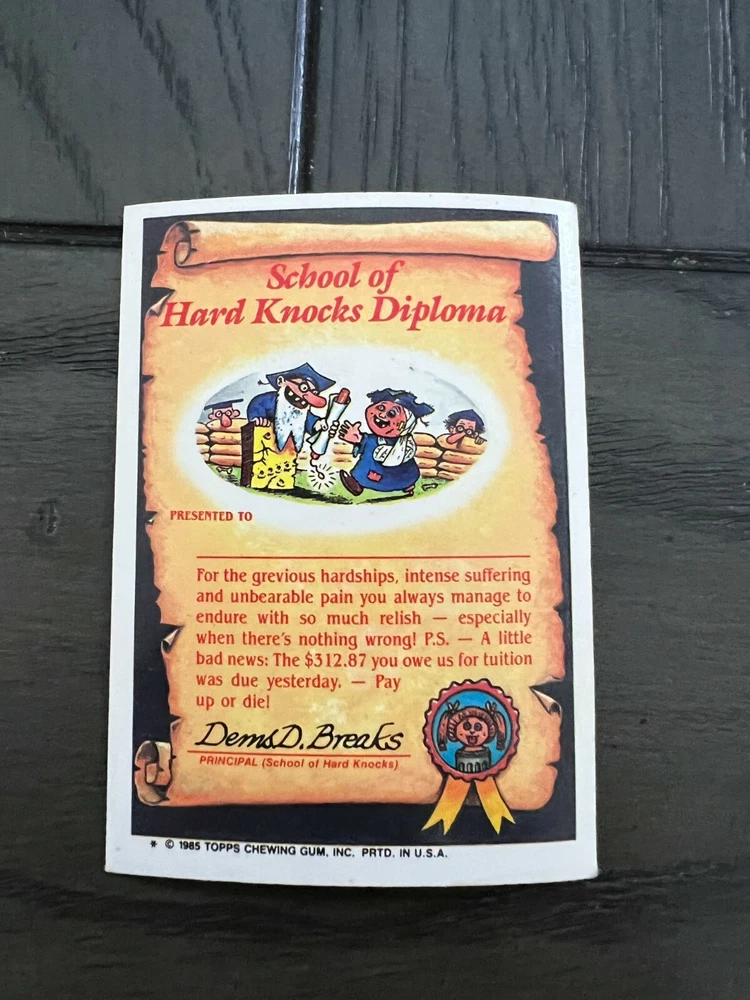 School of
Hard Knocks Diploma
PRESENTED TO
For the grevious hardships, intense suffering
and unbearable pain you always manage to
endure with so much relish — especially
when there's nothing wrong! P.S. — A little
bad news: The $312.87 you owe us for tuition
was due yesterday. — Pay
up or die!
Dems D. Breaks
PRINCIPAL (School of Hard Knocks)
* © 1985 TOPPS CHEWING GUM, INC. PRTD. IN U.S.A.